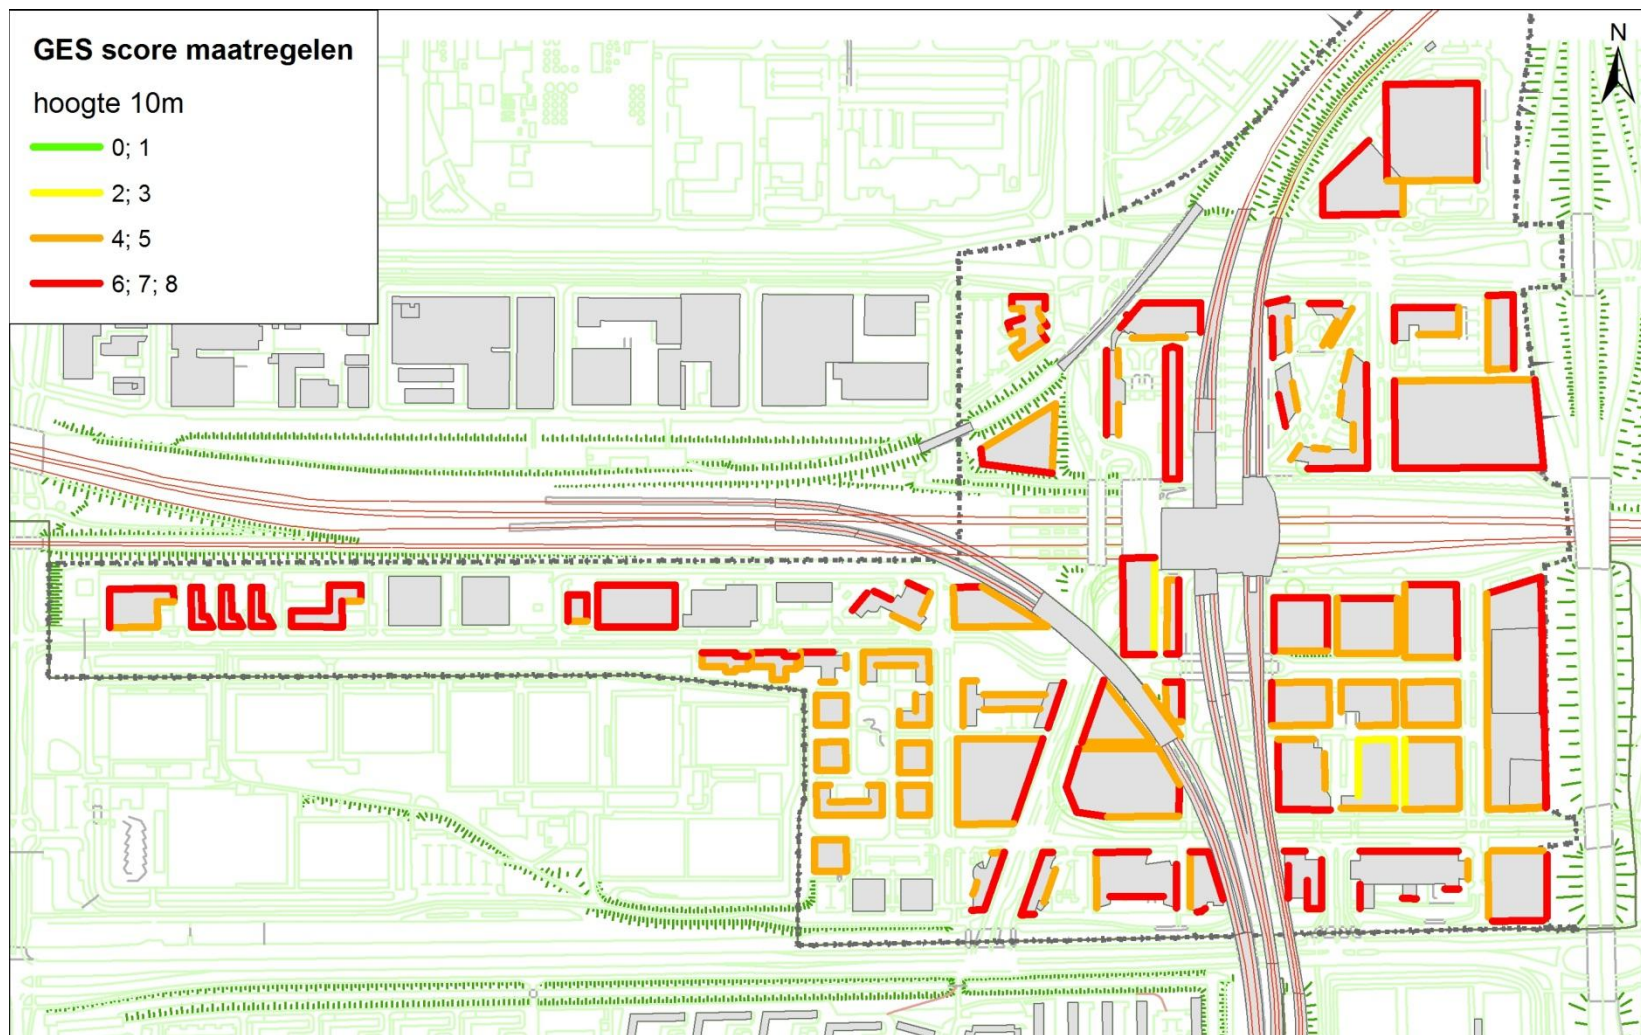 GES score maatregelen
hoogte 10m
0; 1
2; 3
4; 5
6; 7; 8
N